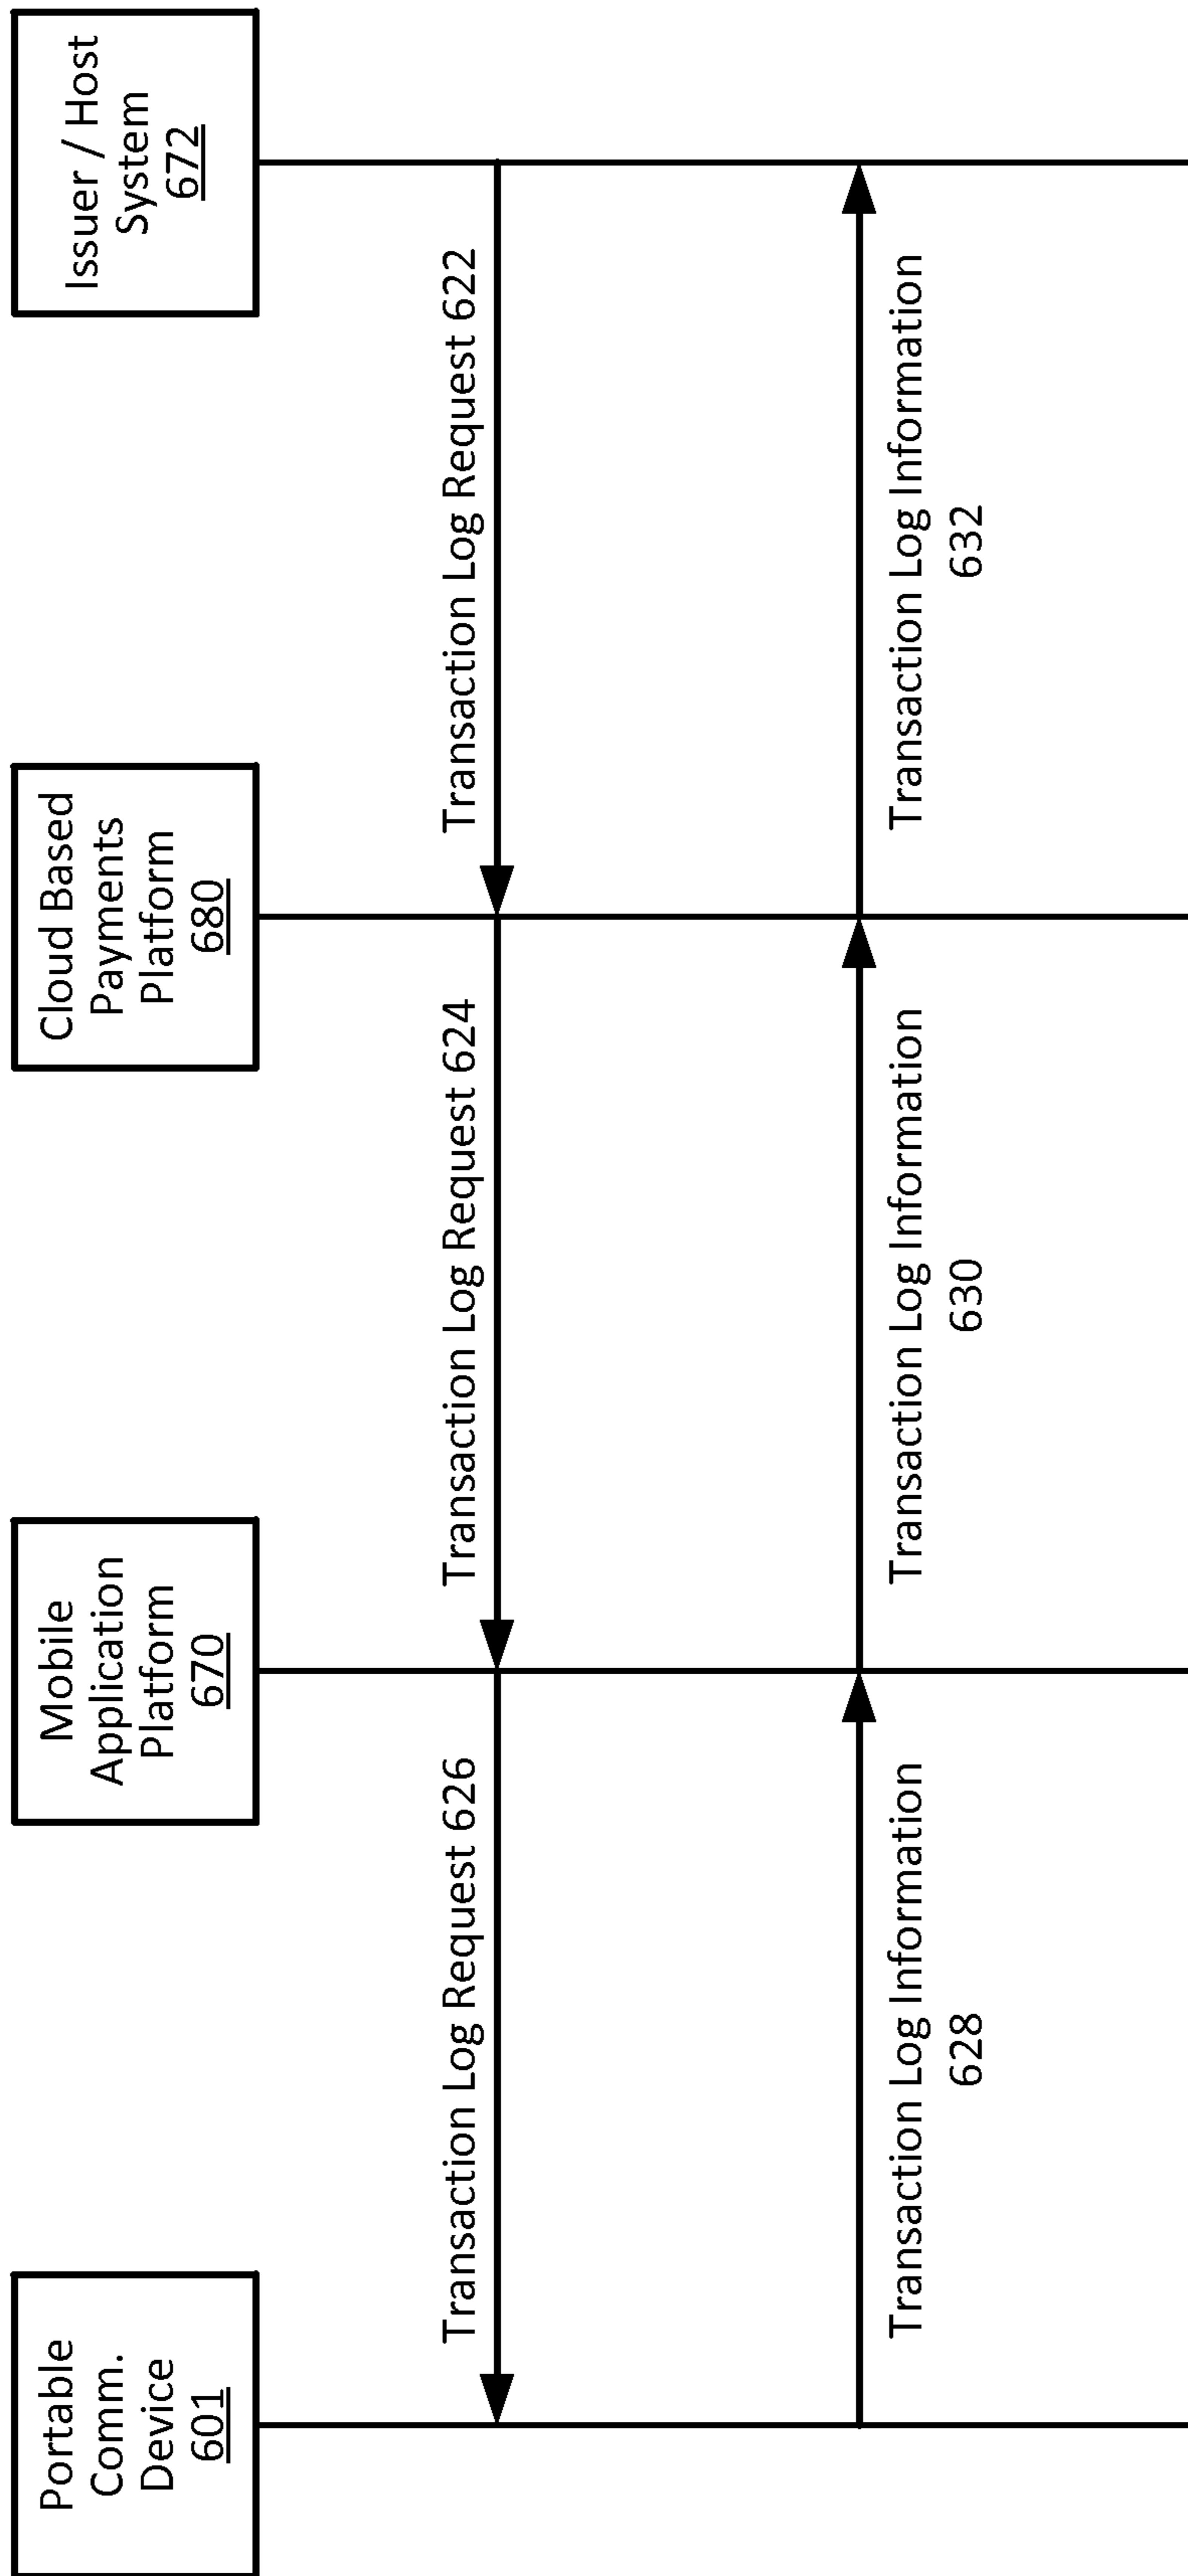 Portable
Comm.
Device
601
Mobile
Application
Platform
670
Cloud Based
Payments
Platform
680
Issuer / Host
System
672
Transaction Log Request 626
Transaction Log Request 624
Transaction Log Request 622
Transaction Log Information
628
Transaction Log Information
630
Transaction Log Information
632